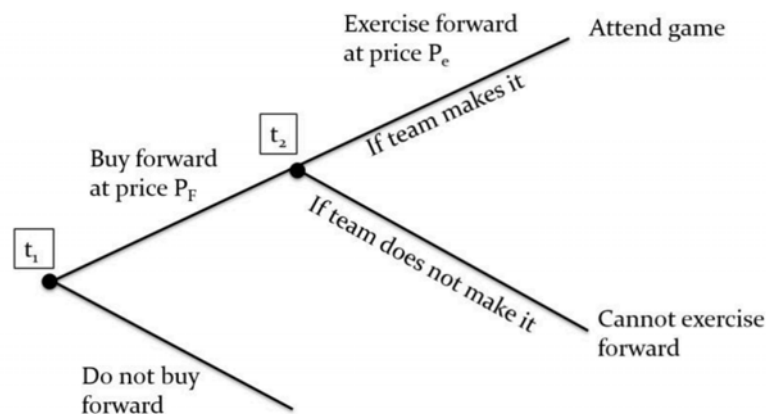 Exercise forward
at price Pₑ
Attend game
If team makes it
t₂
Buy forward
at price P_F
t₁
If team does not make it
Cannot exercise
forward
Do not buy
forward